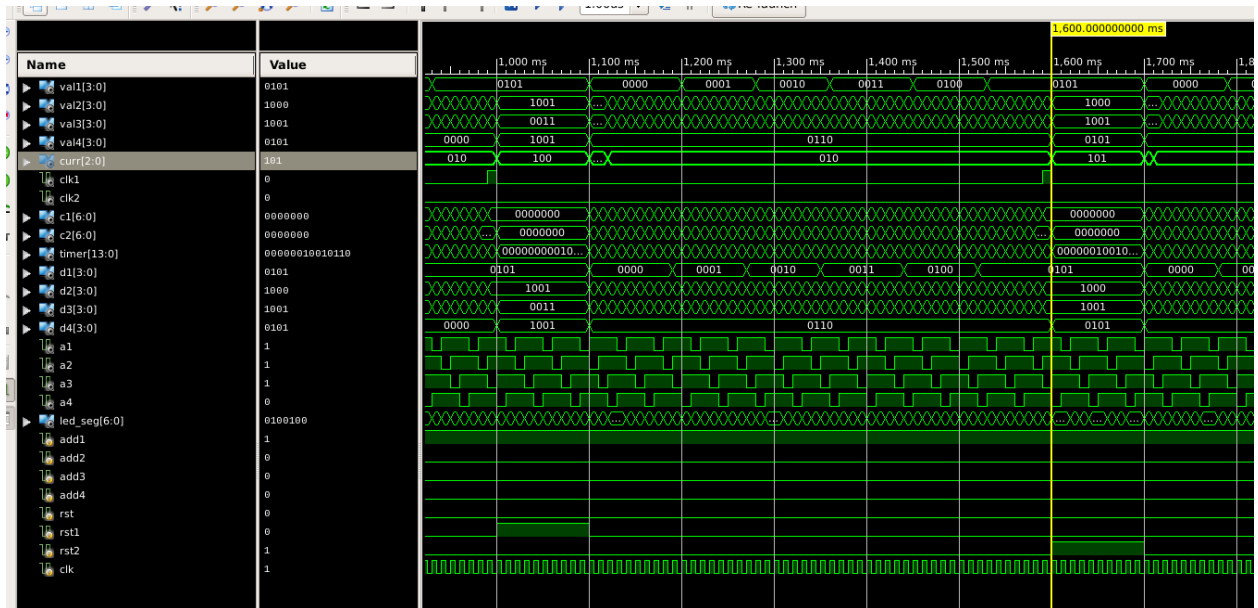 1,600.000000000 ms
Name Value
1,000 ms 1,100 ms 1,200 ms 1,300 ms 1,400 ms 1,500 ms 1,600 ms 1,700 ms
val1[3:0] 0101 0101 0000 0001 0010 0011 0100 0101 0000
val2[3:0] 1000 1001 ... 1000 ...
val3[3:0] 1001 0011 ... 1001 ...
val4[3:0] 0101 0000 1001 0110 0101
curr[2:0] 101 010 100 ... 010 101
clk1 0
clk2 0
c1[6:0] 0000000 0000000 0000000
c2[6:0] 0000000 ... 0000000 ... 0000000
timer[13:0] 00000010010110 00000000010... 00000010010...
d1[3:0] 0101 0101 0000 0001 0010 0011 0100 0101 0000
d2[3:0] 1000 1001 1000
d3[3:0] 1001 0011 1001
d4[3:0] 0101 0000 1001 0110 0101
a1 1
a2 1
a3 1
a4 0
led_seg[6:0] 0100100 ... ... ... ... ... ...
add1 1
add2 0
add3 0
add4 0
rst 0
rst1 0
rst2 1
clk 1